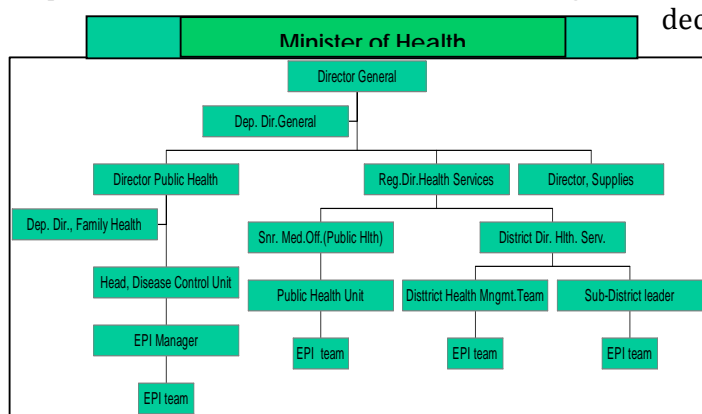 dec
Minister of Health
Director General
Dep. Dir.General
Director Public Health
Reg.Dir.Health Services
Director, Supplies
Dep. Dir., Family Health
Snr. Med.Off.(Public Hlth)
District Dir. Hlth. Serv.
Head, Disease Control Unit
Public Health Unit
Disttrict Health Mngmt.Team
Sub-District leader
EPI Manager
EPI team
EPI team
EPI team
EPI team